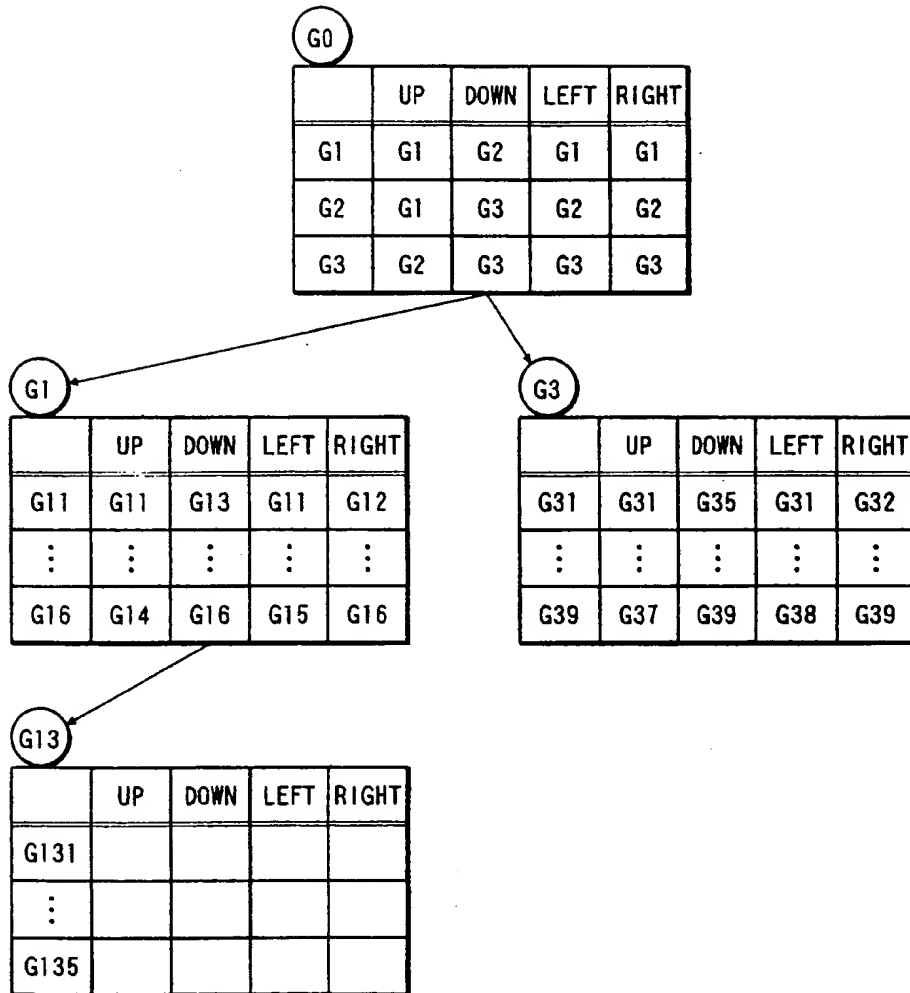 G0
UP DOWN LEFT RIGHT
G1 G1 G2 G1 G1
G2 G1 G3 G2 G2
G3 G2 G3 G3 G3
G1
UP DOWN LEFT RIGHT
G11 G11 G13 G11 G12
⋮ ⋮ ⋮ ⋮ ⋮
G16 G14 G16 G15 G16
G3
UP DOWN LEFT RIGHT
G31 G31 G35 G31 G32
⋮ ⋮ ⋮ ⋮ ⋮
G39 G37 G39 G38 G39
G13
UP DOWN LEFT RIGHT
G131
⋮
G135